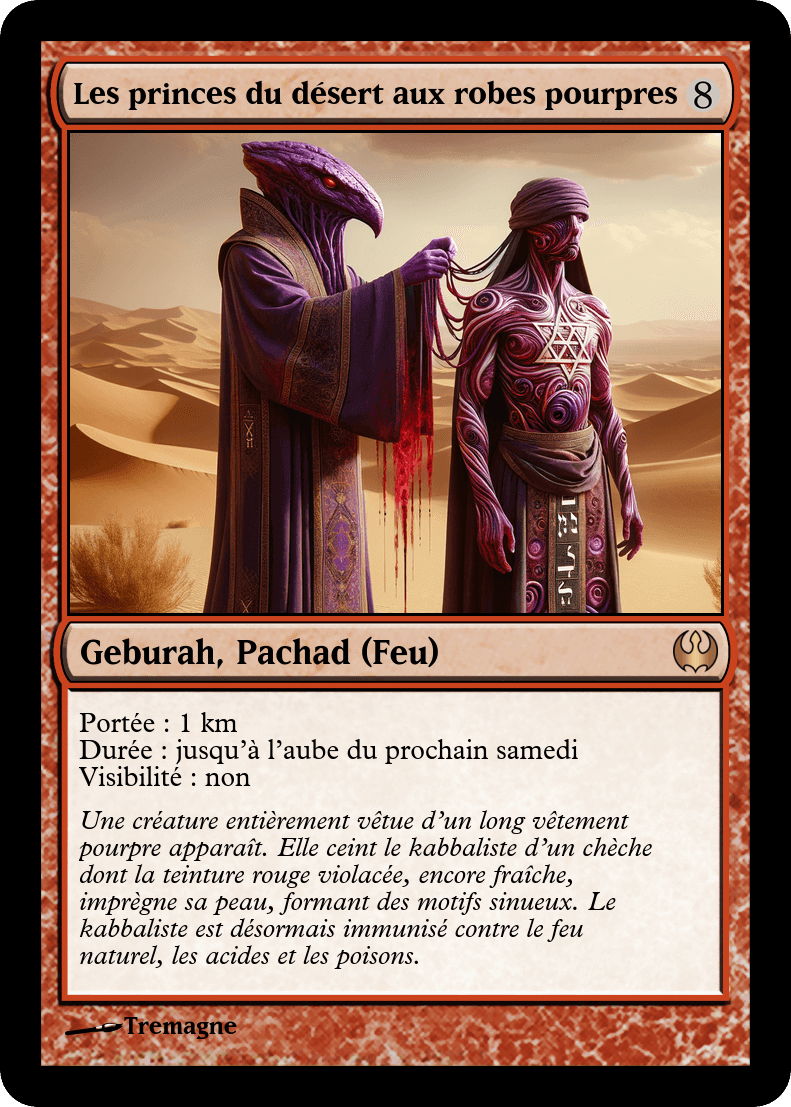 Les princes du désert aux robes pourpres 8
Geburah, Pachad (Feu)
Portée : 1 km
Durée : jusqu'à l'aube du prochain samedi
Visibilité : non
Une créature entièrement vêtue d'un long vêtement
pourpre apparaît. Elle ceint le kabbaliste d'un chèche
dont la teinture rouge violacée, encore fraîche,
imprègne sa peau, formant des motifs sinueux. Le
kabbaliste est désormais immunisé contre le feu
naturel, les acides et les poisons.
Tremagne